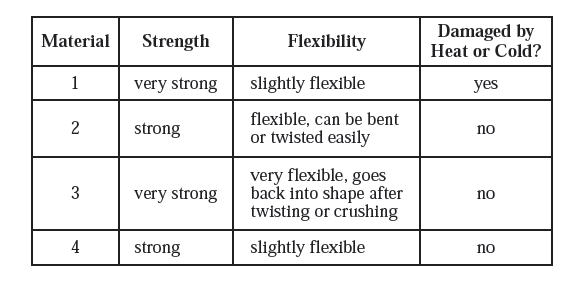 Material Strength Flexibility Damaged by
Heat or Cold?
1 very strong slightly flexible yes
2 strong flexible, can be bent
or twisted easily no
3 very strong very flexible, goes
back into shape after
twisting or crushing no
4 strong slightly flexible no